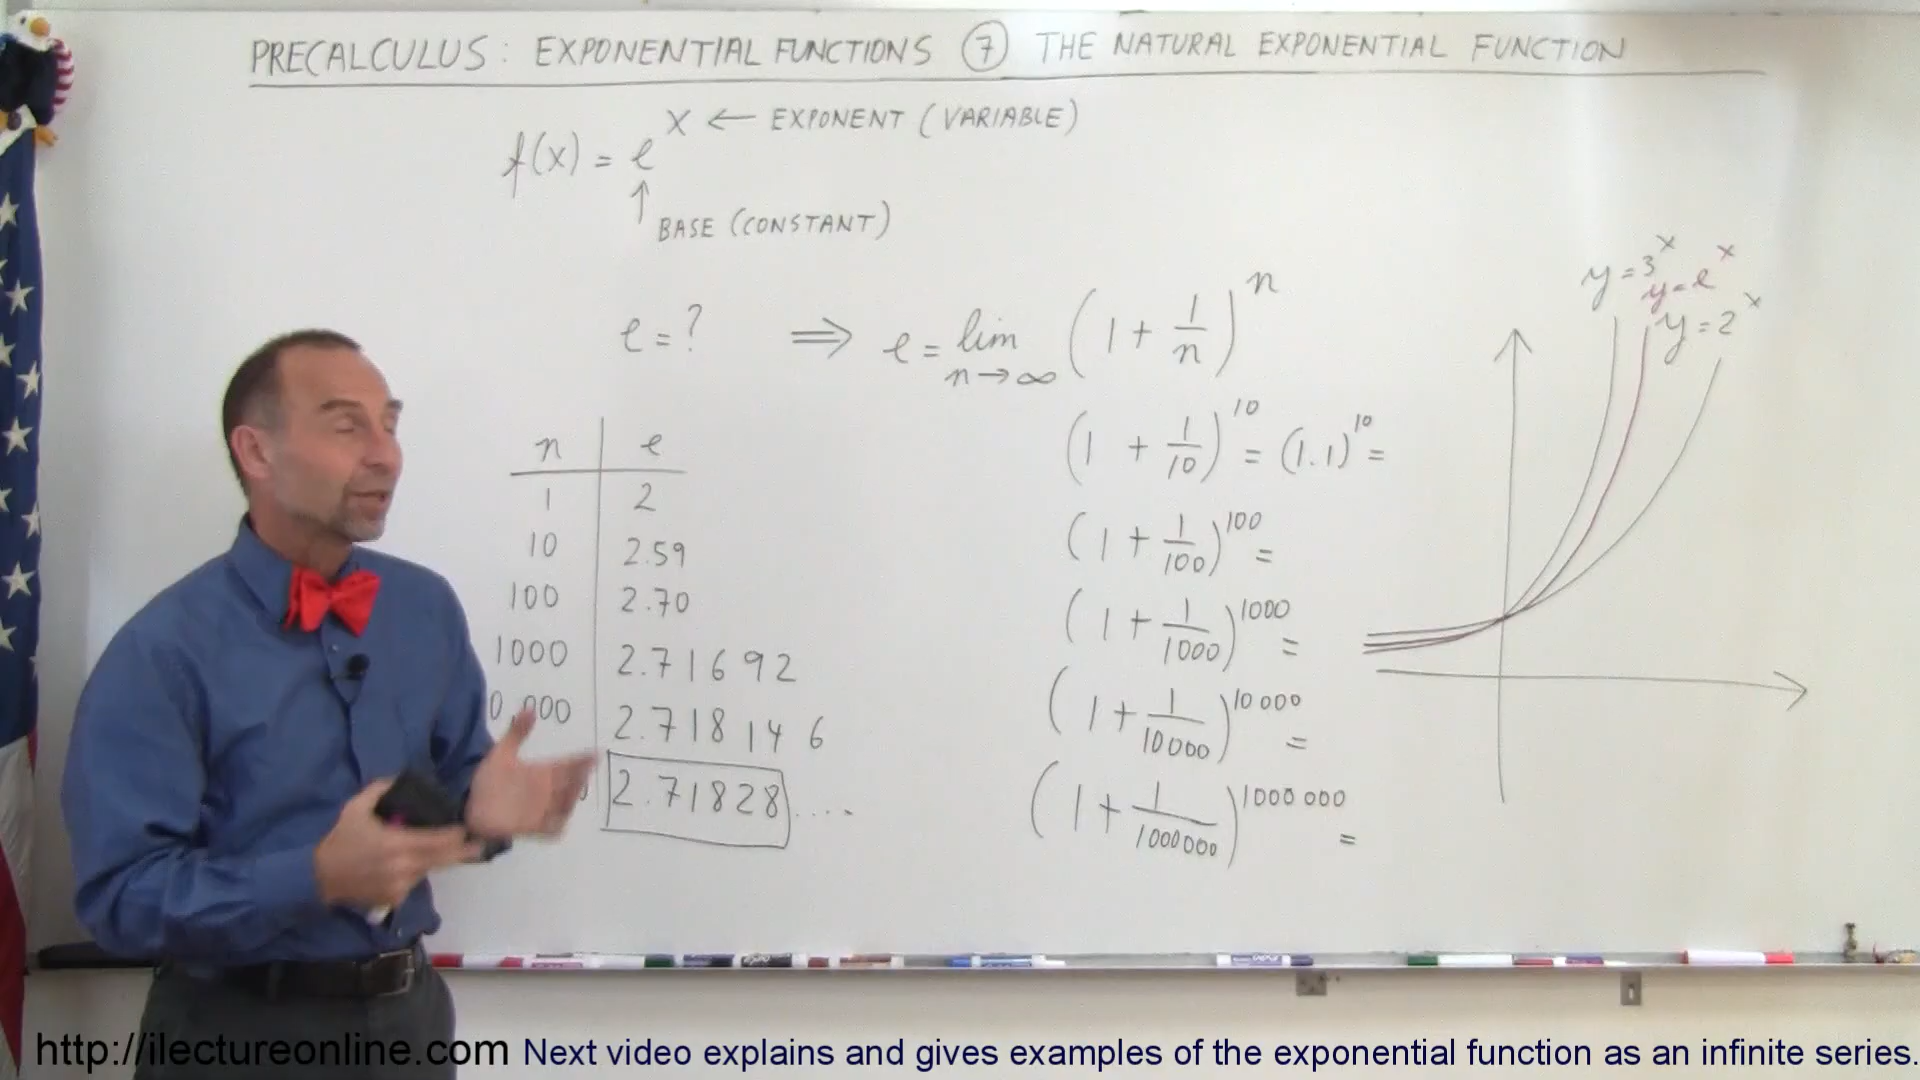 PRECALCULUS: EXPONENTIAL FUNCTIONS ⑦ THE NATURAL EXPONENTIAL FUNCTION
f(x) = e^x ← EXPONENT (VARIABLE)
↑
BASE (CONSTANT)
e = ? ⇒ e = lim n→∞ (1 + 1/n)^n
n | e
1 | 2
10 | 2.59
100 | 2.70
1000 | 2.71692
0,000 | 2.718146
0 | 2.71828....
(1 + 1/10)^10 = (1.1)^10 =
(1 + 1/100)^100 =
(1 + 1/1000)^1000 =
(1 + 1/10000)^10000 =
(1 + 1/1000000)^1000000 =
y = 3^x
y = e^x
y = 2^x
http://ilectureonline.com Next video explains and gives examples of the exponential function as an infinite series.